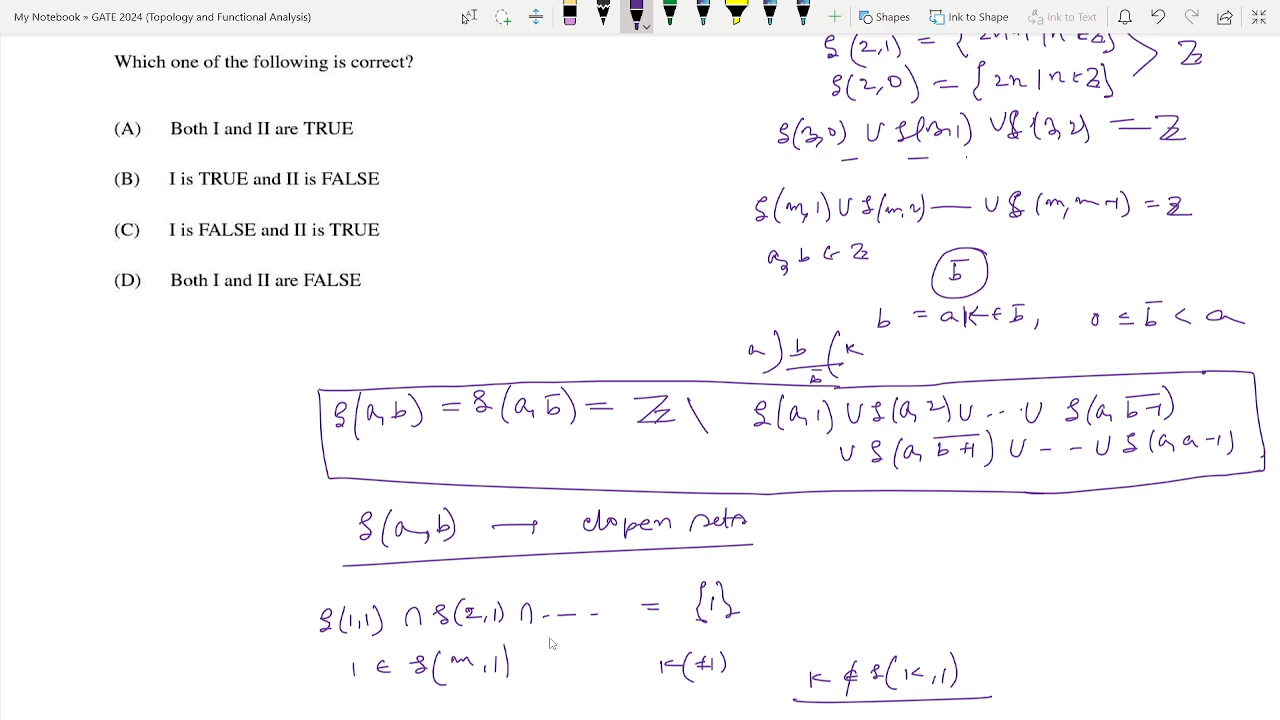 My Notebook » GATE 2024 (Topology and Functional Analysis)
Shapes
Ink to Shape
Ink to Text
Which one of the following is correct?
(A) Both I and II are TRUE
(B) I is TRUE and II is FALSE
(C) I is FALSE and II is TRUE
(D) Both I and II are FALSE
S(2,1) = { 2n+1 | n ∈ Z }
S(2,0) = { 2n | n ∈ Z }
Z
S(3,0) ∪ S(3,1) ∪ S(3,2) = Z
S(m,1) ∪ S(m,2) — ∪ S(m,m-1) = Z
a, b ∈ Z
b̄
b = ak + b̄, 0 ≤ b̄ < a
a ) b ( k
b̄
S(a,b) = S(a,b̄) = Z \ S(a,1) ∪ S(a,2) ∪ ... ∪ S(a,b̄-1)
∪ S(a,b̄+1) ∪ - - ∪ S(a,a-1)
S(a,b) → clopen sets
S(1,1) ∩ S(2,1) ∩ ---- = {1}
1 ∈ S(m,1) k(≠1) k ∉ S(k,1)